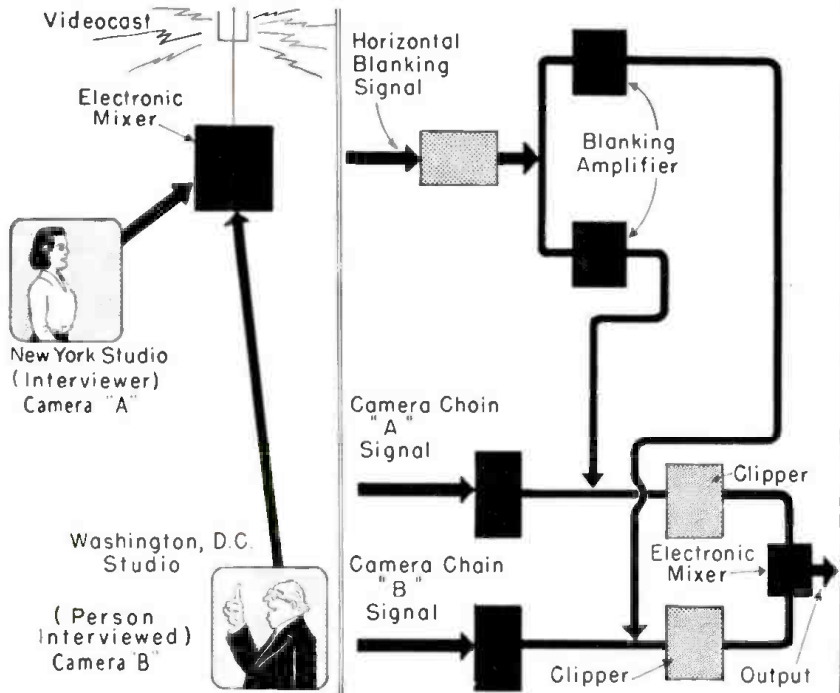 Videocast
Electronic
Mixer
New York Studio
(Interviewer)
Camera "A"
Washington, D.C.
Studio
(Person
Interviewed)
Camera "B"
Horizontal
Blanking
Signal
Blanking
Amplifier
Camera Chain
"A"
Signal
Clipper
Electronic
Mixer
Camera Chain
"B"
Signal
Clipper
Output